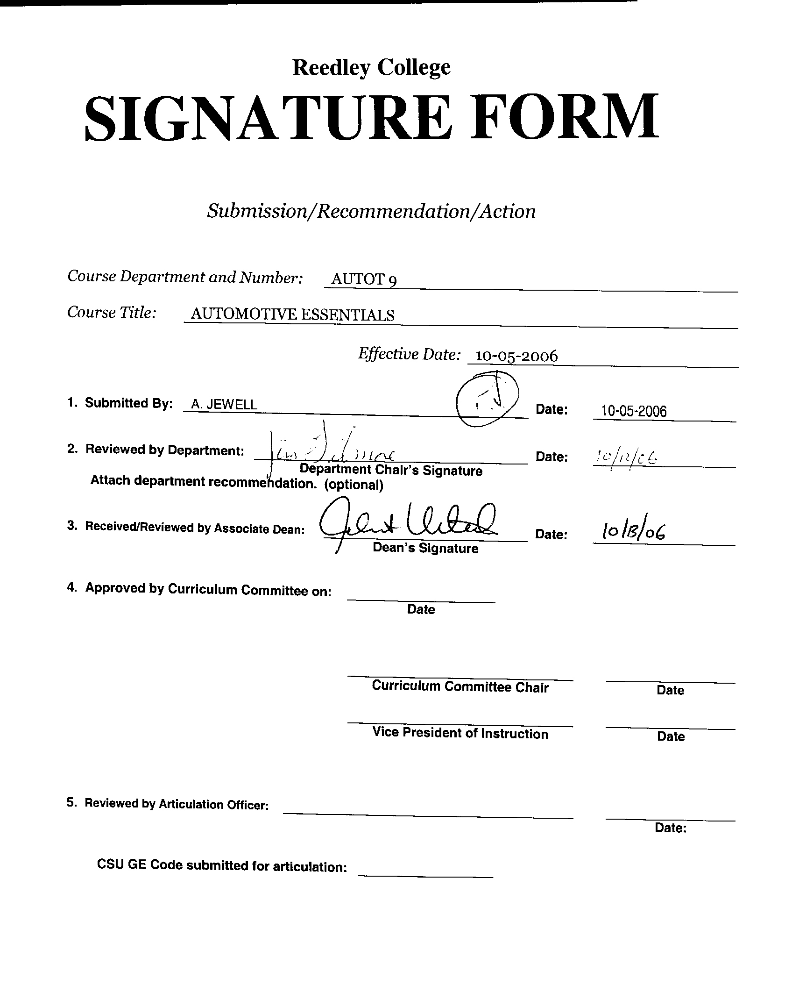 Reedley College
SIGNATURE FORM
Submission/Recommendation/Action
Course Department and Number: AUTOT 9
Course Title: AUTOMOTIVE ESSENTIALS
Effective Date: 10-05-2006
1. Submitted By: A. JEWELL Date: 10-05-2006
2. Reviewed by Department: Jim Gilmore Date: 10/12/06
Department Chair's Signature
Attach department recommendation. (optional)
3. Received/Reviewed by Associate Dean: Date: 10/13/06
Dean's Signature
4. Approved by Curriculum Committee on:
Date
Curriculum Committee Chair Date
Vice President of Instruction Date
5. Reviewed by Articulation Officer:
Date:
CSU GE Code submitted for articulation: